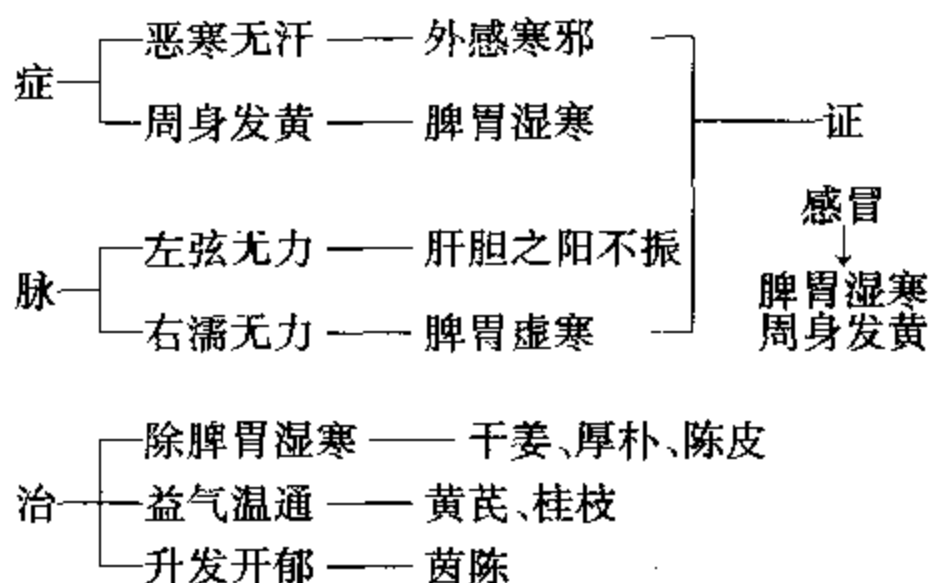 症
恶寒无汗 外感寒邪
周身发黄 脾胃湿寒
证
感冒
脉
左弦无力 肝胆之阳不振
右濡无力 脾胃虚寒
脾胃湿寒
周身发黄
治
除脾胃湿寒 干姜、厚朴、陈皮
益气温通 黄芪、桂枝
升发开郁 茵陈